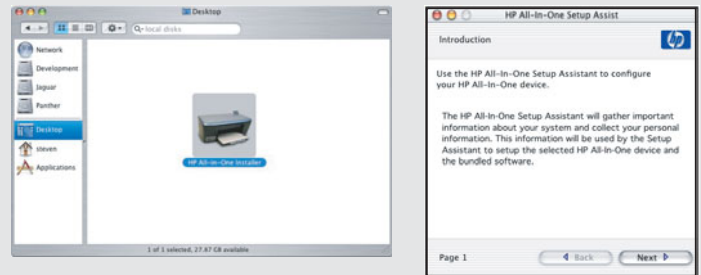 Desktop
Q- local disks
Network
Development
Jaguar
Panther
Desktop
steven
Applications
HP All-in-One Installer
1 of 1 selected, 27.87 GB available
HP All-In-One Setup Assist
Introduction
hp
Use the HP All-In-One Setup Assistant to configure
your HP All-In-One device.
The HP All-In-One Setup Assistant will gather important
information about your system and collect your personal
information. This information will be used by the Setup
Assistant to setup the selected HP All-In-One device and
the bundled software.
Page 1
Back
Next